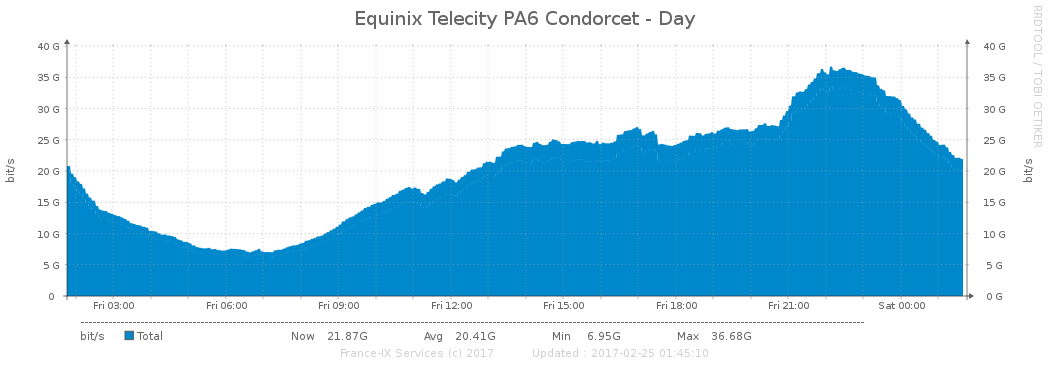 Equinix Telecity PA6 Condorcet - Day
RRDTOOL / TOBI OETIKER
40 G 40 G
35 G 35 G
30 G 30 G
25 G 25 G
20 G 20 G
15 G 15 G
10 G 10 G
5 G 5 G
0 0 G
bit/s
bit/s
Fri 03:00 Fri 06:00 Fri 09:00 Fri 12:00 Fri 15:00 Fri 18:00 Fri 21:00 Sat 00:00
bit/s Total Now 21.87G Avg 20.41G Min 6.95G Max 36.68G
France-IX Services (c) 2017 Updated : 2017-02-25 01:45:10